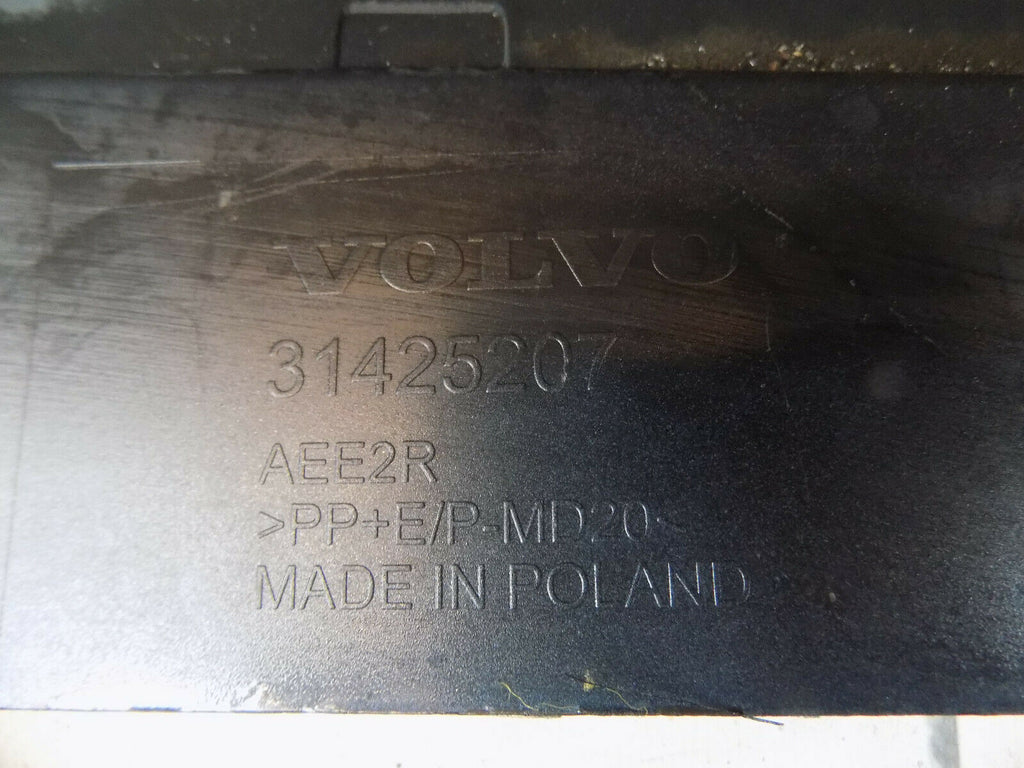 VOLVO
31425207
AEE2R
>PP+E/P-MD20<
MADE IN POLAND